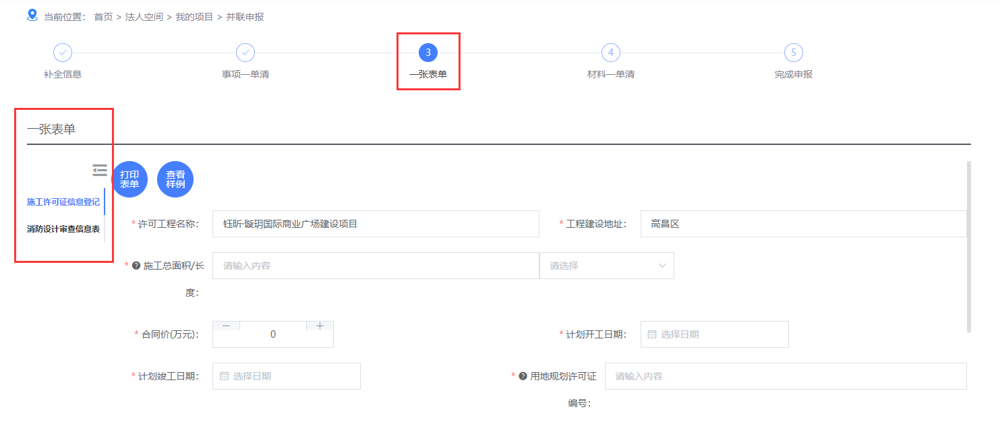 当前位置： 首页 > 法人空间 > 我的项目 > 并联申报
3 4 5
补全信息 事项一单清 一张表单 材料一单清 完成申报
一张表单
打印
表单
查看
样例
施工许可证信息登记
消防设计审查信息表
* 许可工程名称： 钰昕·璇玥国际商业广场建设项目 * 工程建设地址： 高昌区
* ? 施工总面积/长
度： 请输入内容 请选择
* 合同价(万元)： － 0 ＋ * 计划开工日期： 选择日期
* 计划竣工日期： 选择日期 * ? 用地规划许可证
编号： 请输入内容